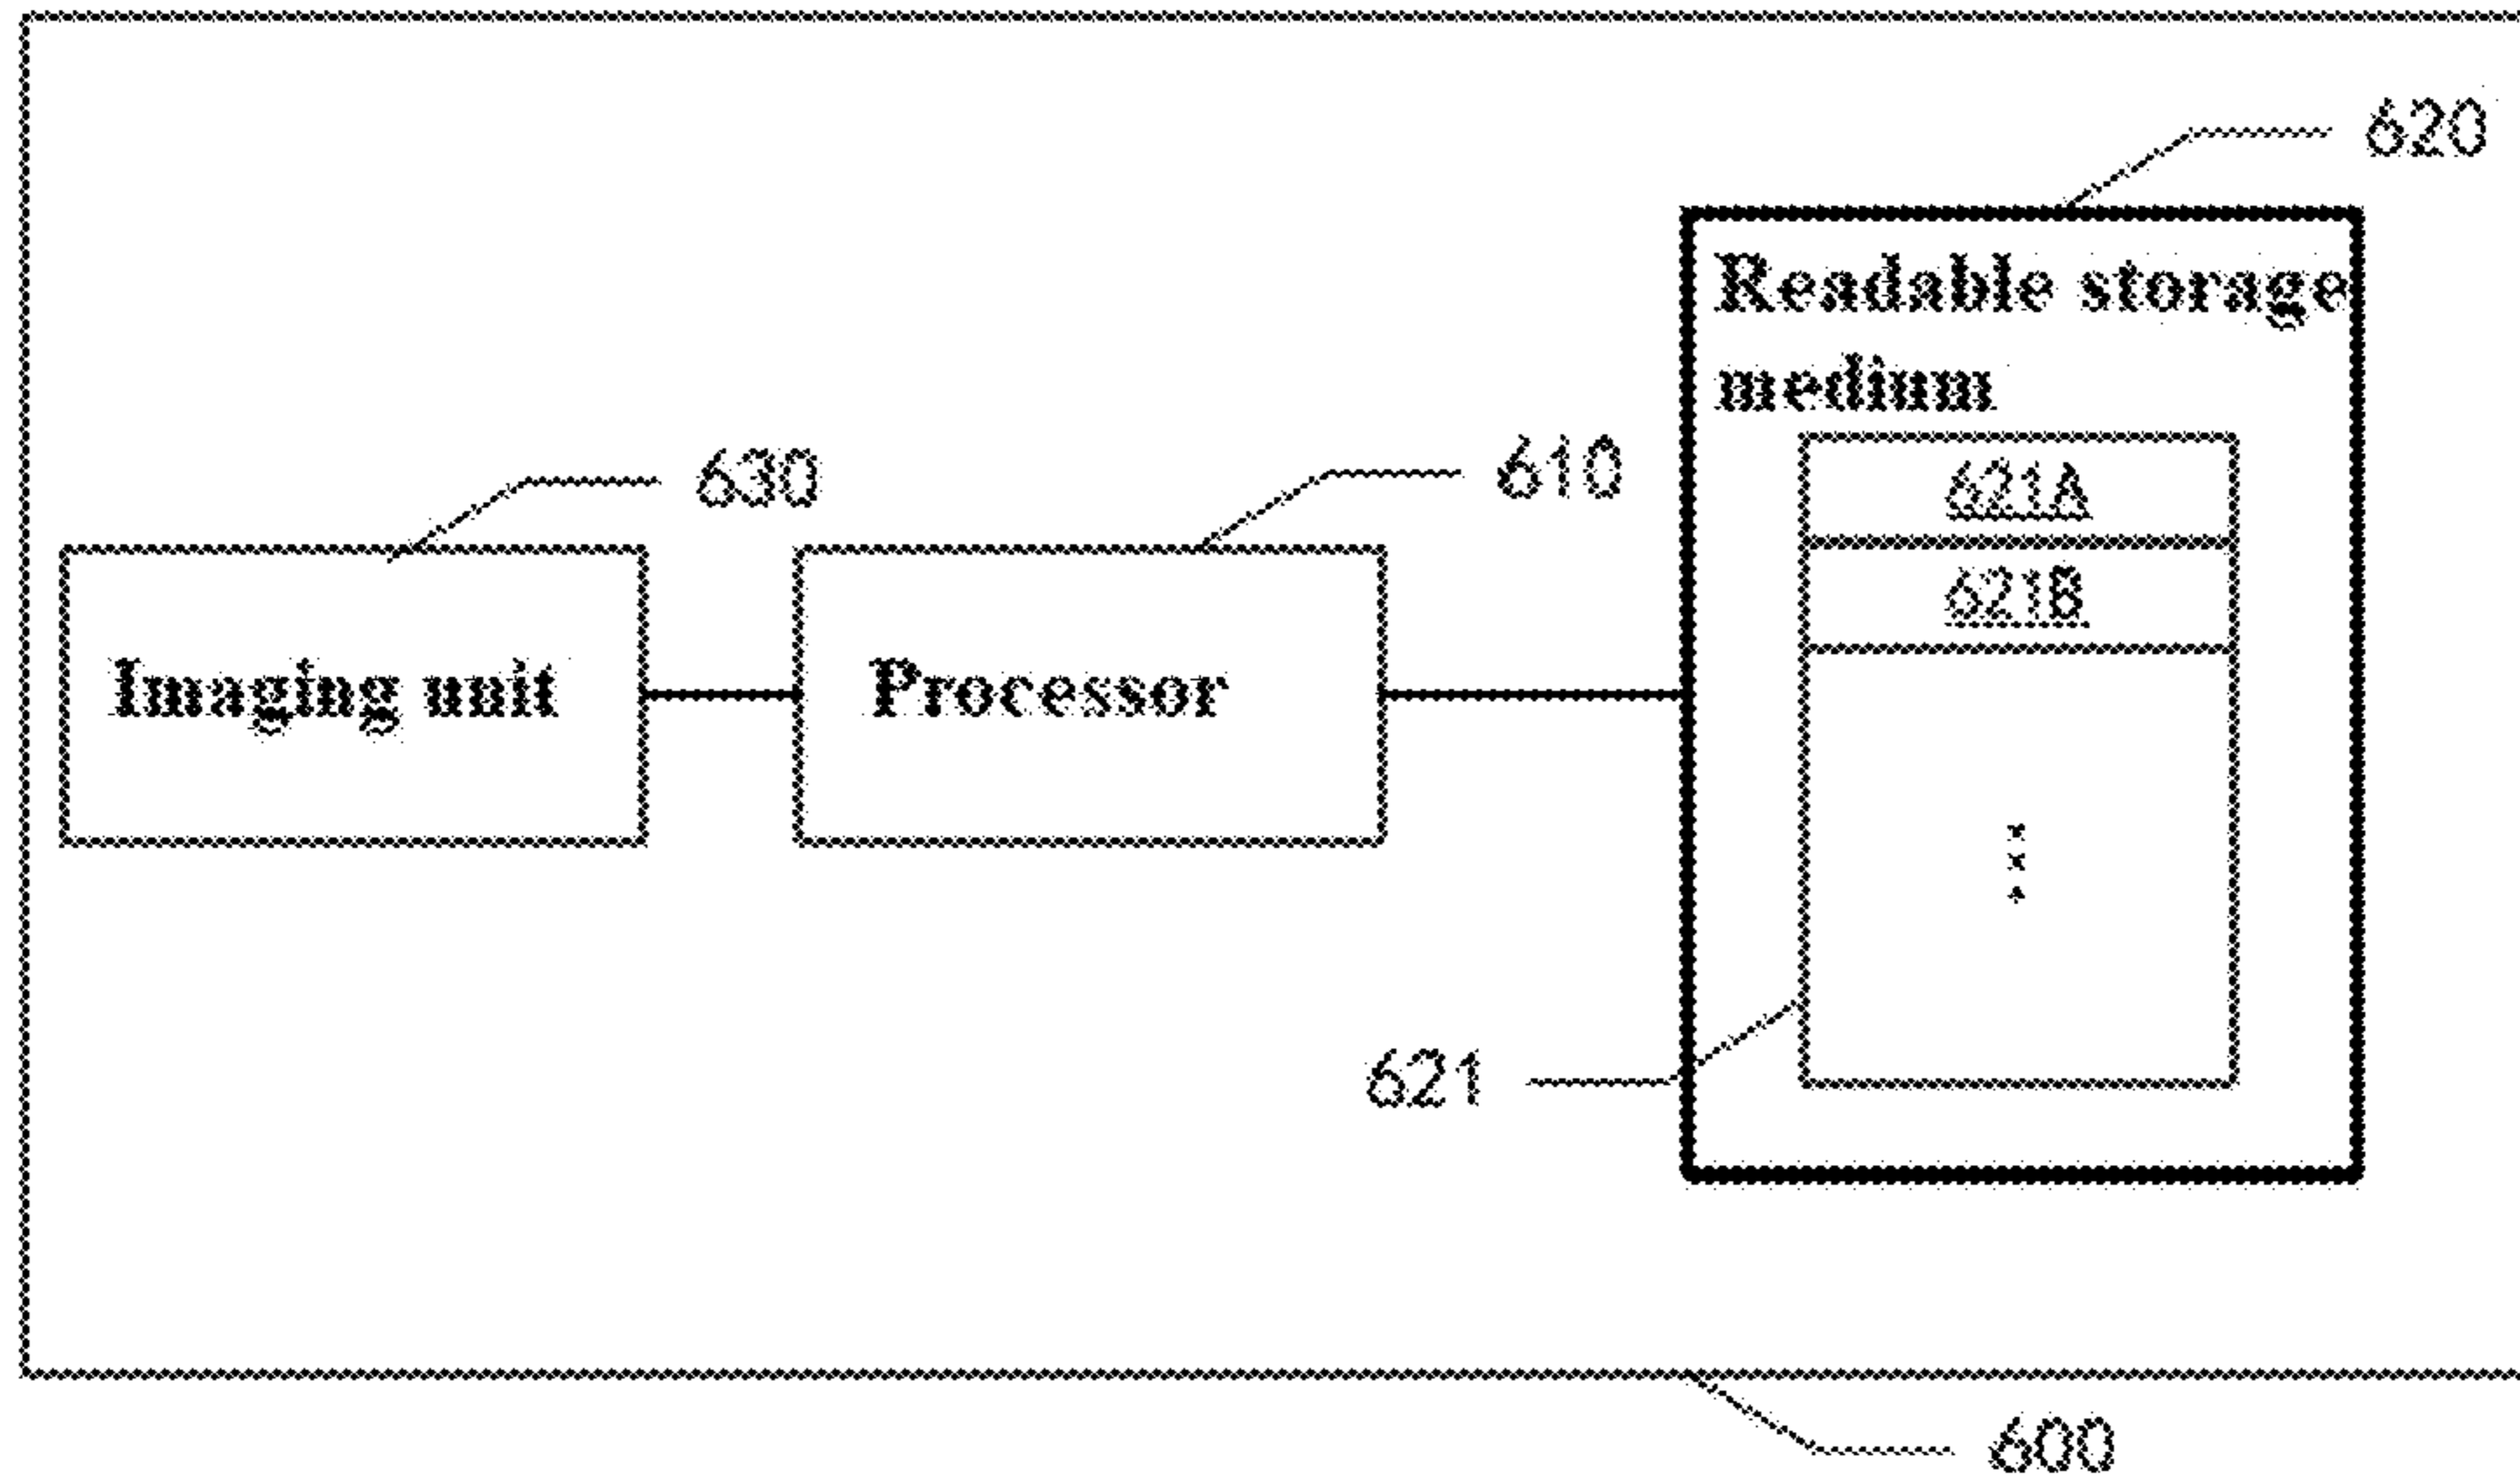 620
Readable storage
medium
630
610
621A
621B
Imaging unit
Processor
621
600